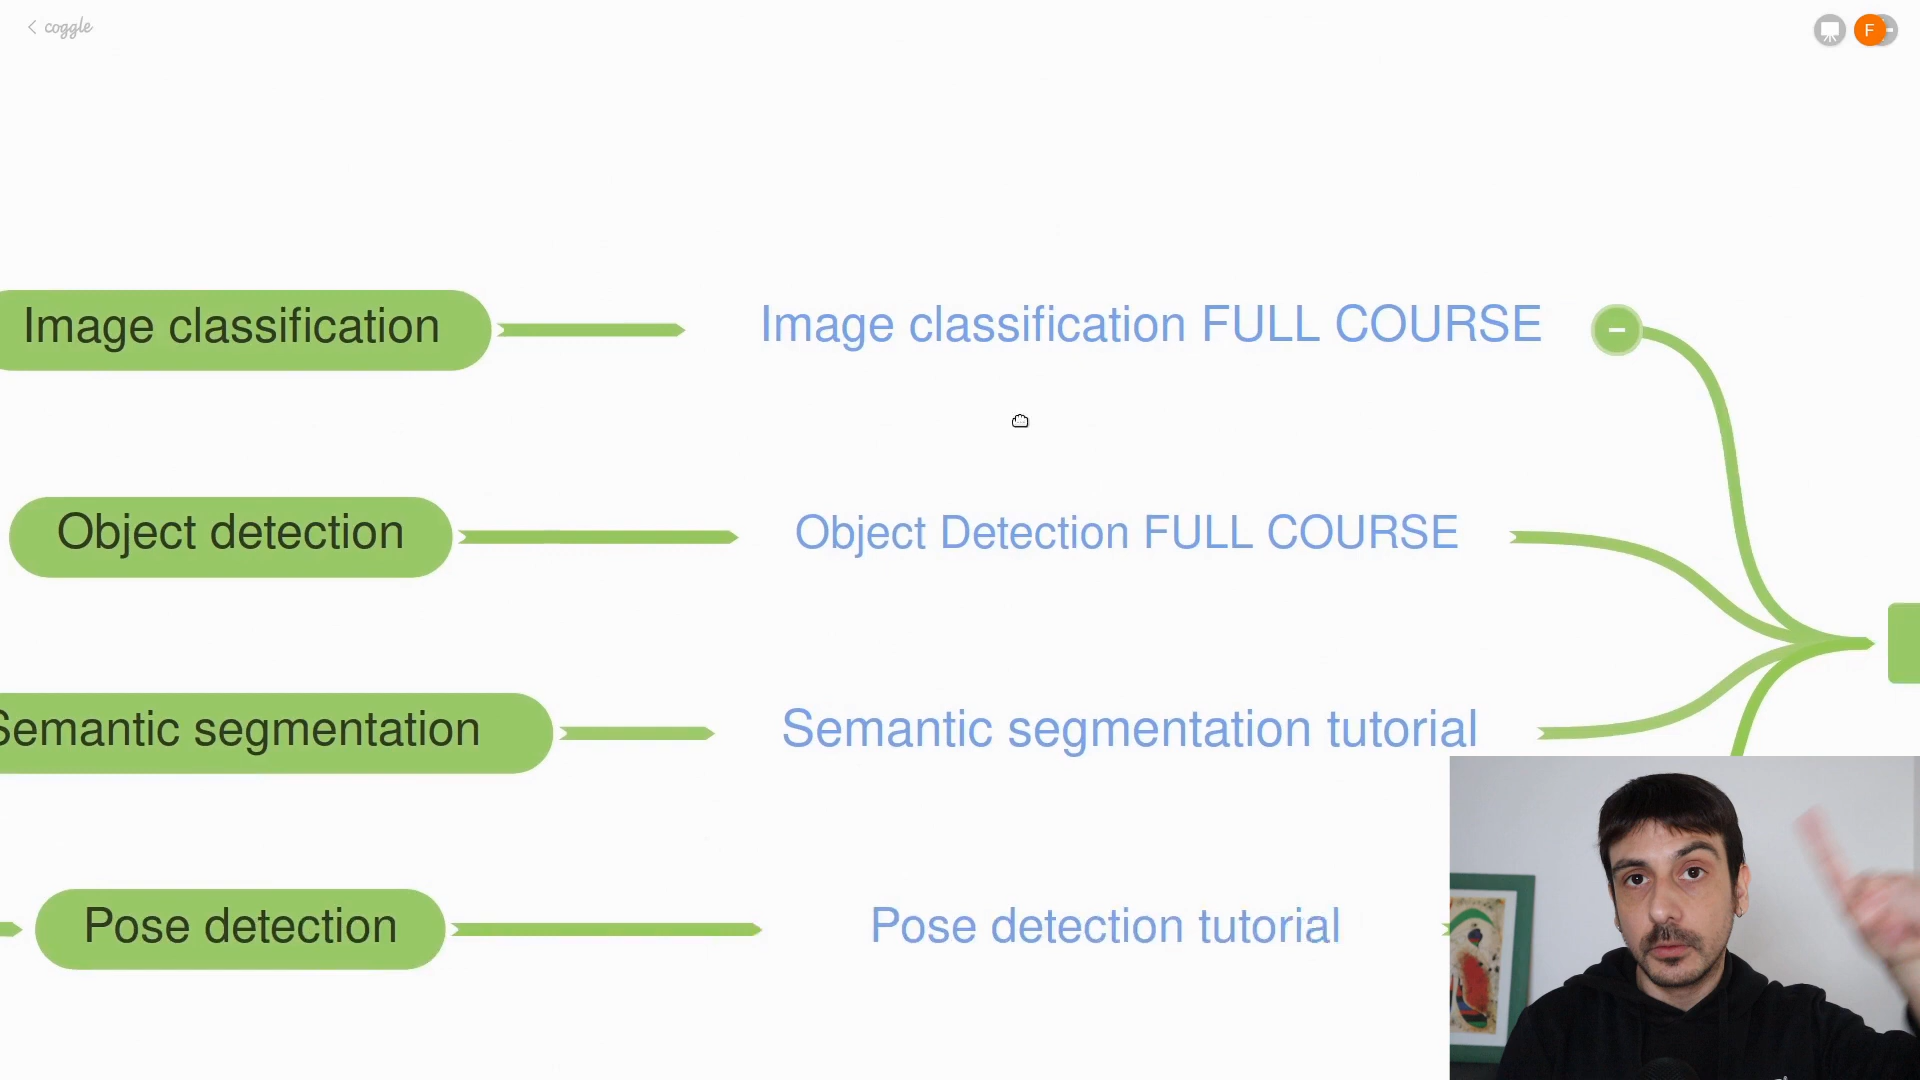 coggle
F
Image classification
Image classification FULL COURSE
Object detection
Object Detection FULL COURSE
Semantic segmentation
Semantic segmentation tutorial
Pose detection
Pose detection tutorial